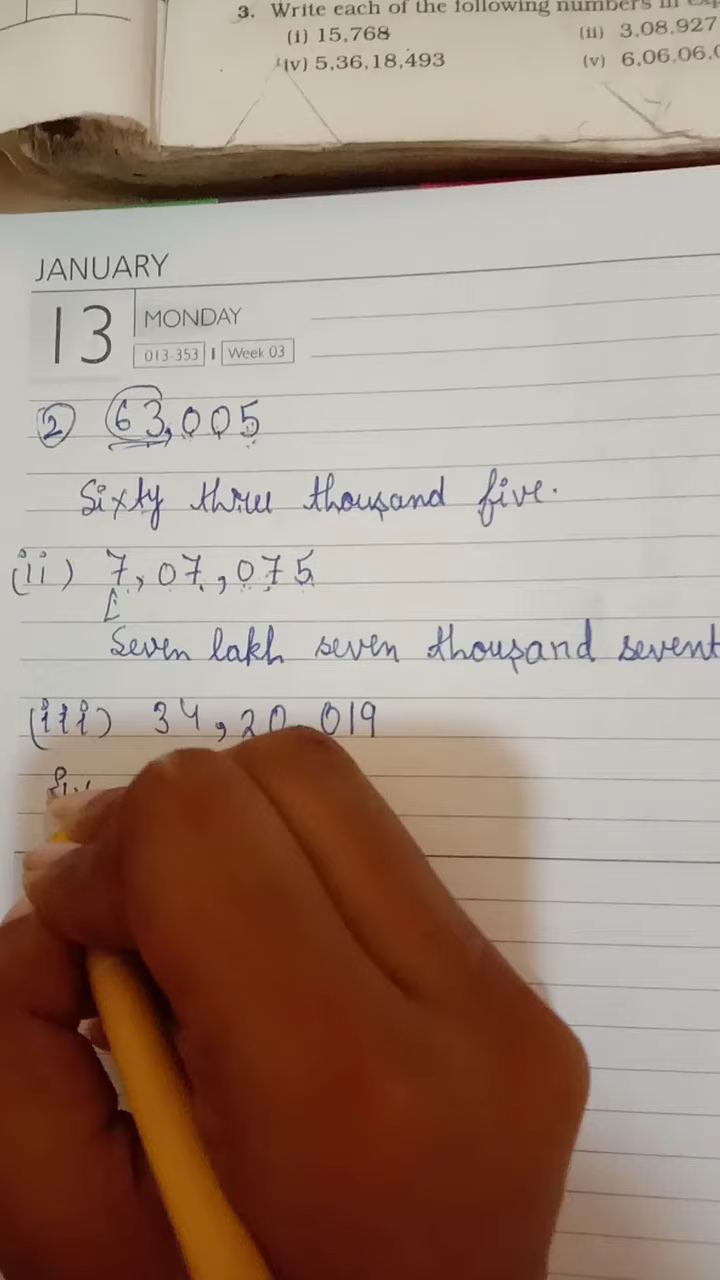 3. Write each of the following numbers in
(i) 15,768
(ii) 3,08,927
(iv) 5,36,18,493
(v) 6,06,06,
JANUARY
13
MONDAY
013-353 | Week 03
2 63,005
Sixty three thousand five.
(ii) 7,07,075
Seven lakh seven thousand sevent
(iii) 34,20,019